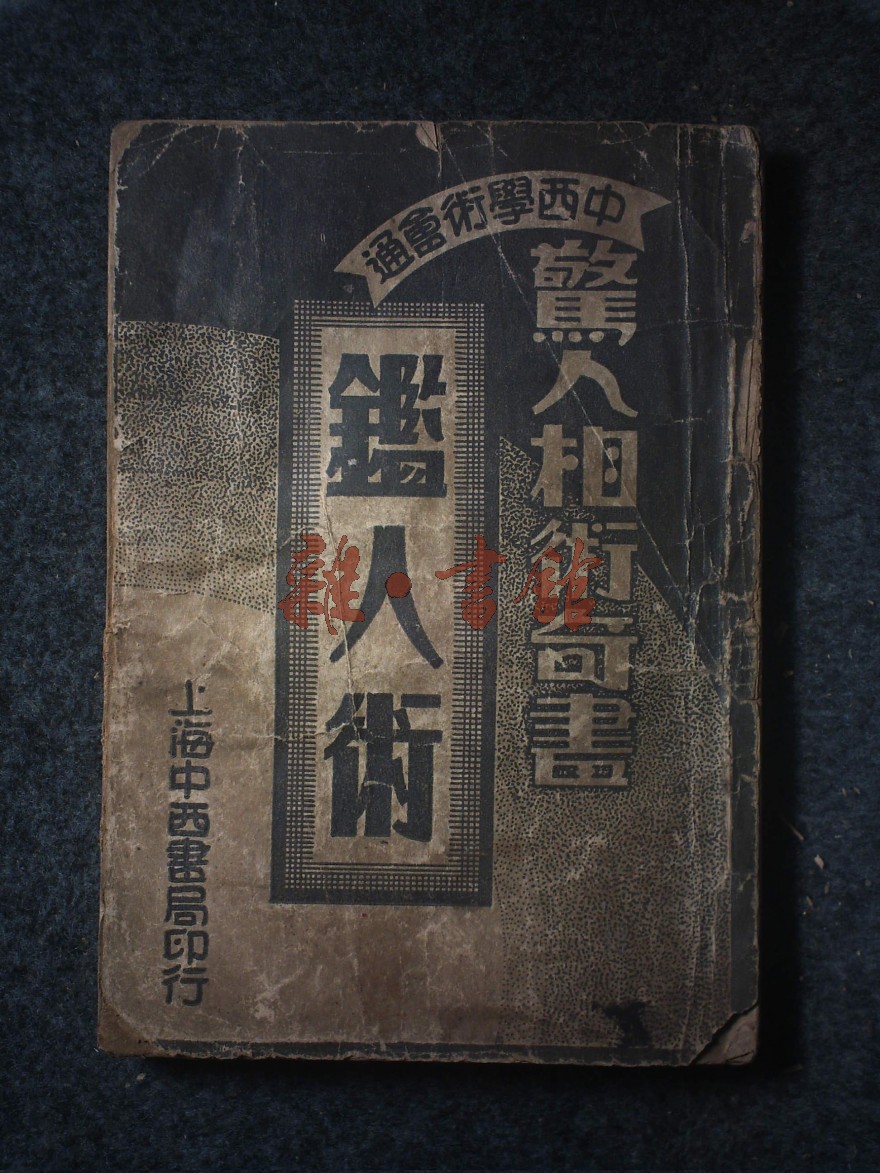 中西學術會通
驚人相術奇書
鑑人術
上海中西書局印行
雜·書館